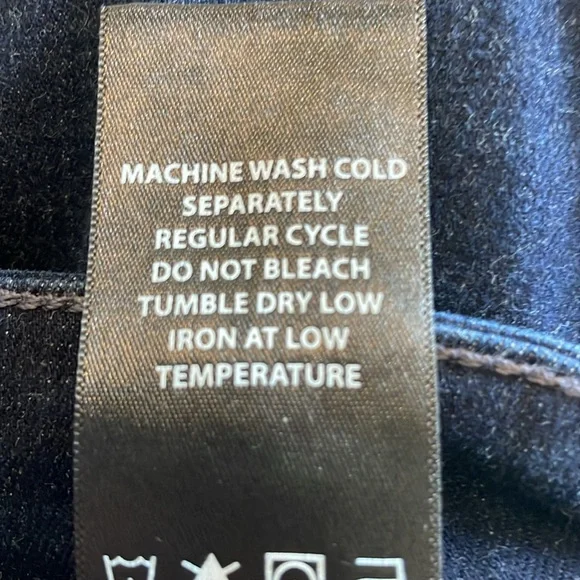 MACHINE WASH COLD
SEPARATELY
REGULAR CYCLE
DO NOT BLEACH
TUMBLE DRY LOW
IRON AT LOW
TEMPERATURE